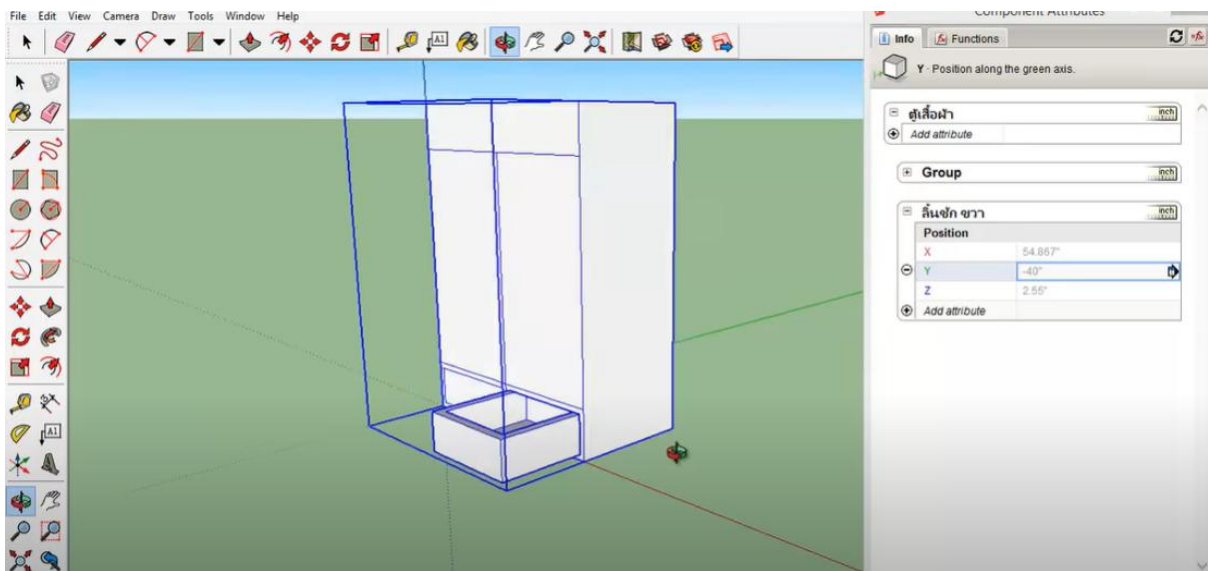 File Edit View Camera Draw Tools Window Help
Component Attributes
Info Functions
Y - Position along the green axis.
ตู้เสื้อผ้า inch
Add attribute
Group inch
ลิ้นชัก ขวา inch
Position
X 54.867"
Y -40"
Z 2.55"
Add attribute
A1
A1